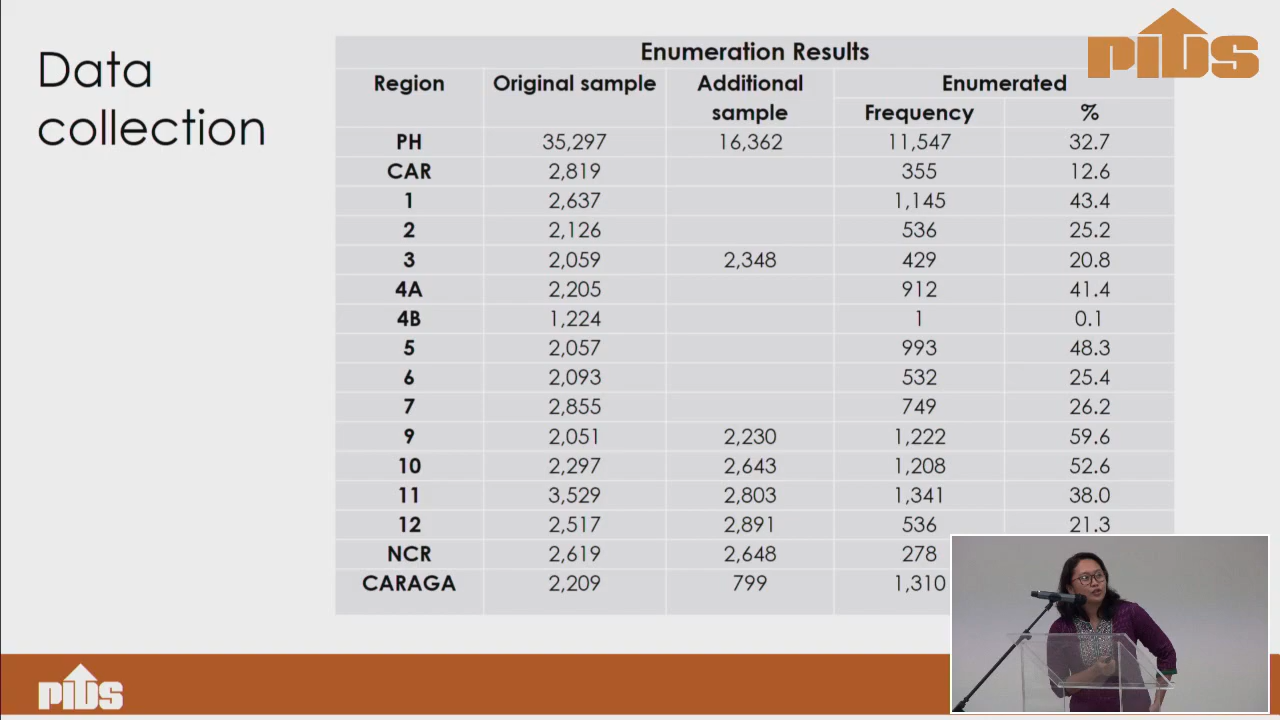 Data
collection
PIDS
Enumeration Results
Region Original sample Additional sample Enumerated
Frequency %
PH 35,297 16,362 11,547 32.7
CAR 2,819 355 12.6
1 2,637 1,145 43.4
2 2,126 536 25.2
3 2,059 2,348 429 20.8
4A 2,205 912 41.4
4B 1,224 1 0.1
5 2,057 993 48.3
6 2,093 532 25.4
7 2,855 749 26.2
9 2,051 2,230 1,222 59.6
10 2,297 2,643 1,208 52.6
11 3,529 2,803 1,341 38.0
12 2,517 2,891 536 21.3
NCR 2,619 2,648 278
CARAGA 2,209 799 1,310
PIDS